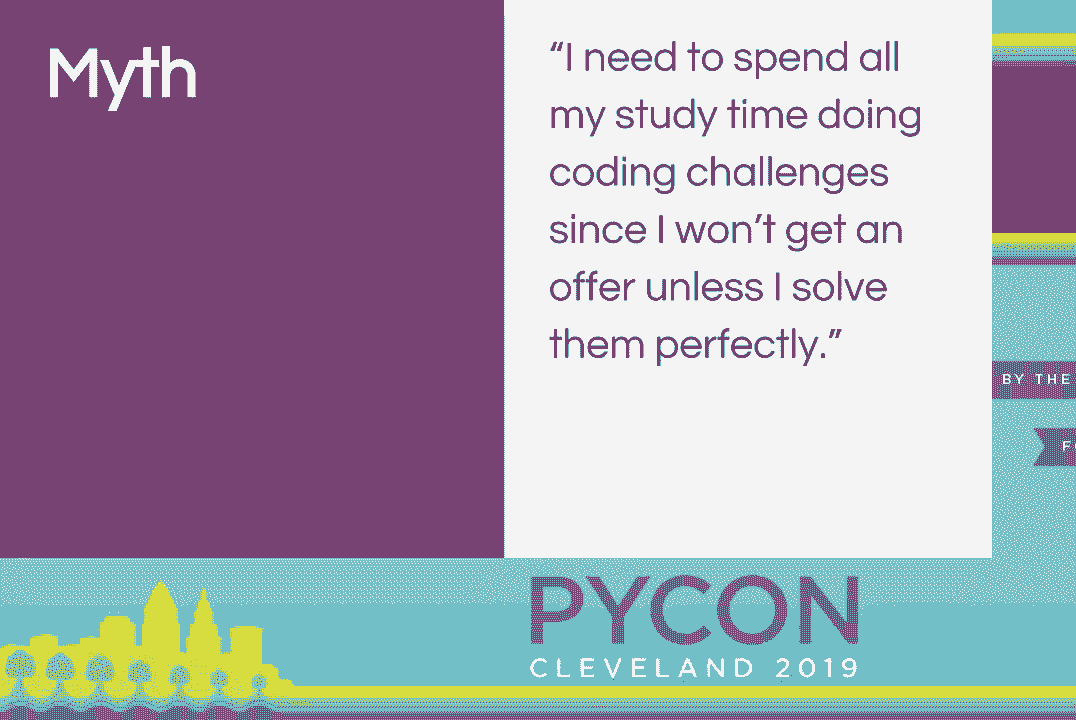 Myth
“I need to spend all
my study time doing
coding challenges
since I won’t get an
offer unless I solve
them perfectly.”
BY THE
PYCON
CLEVELAND 2019